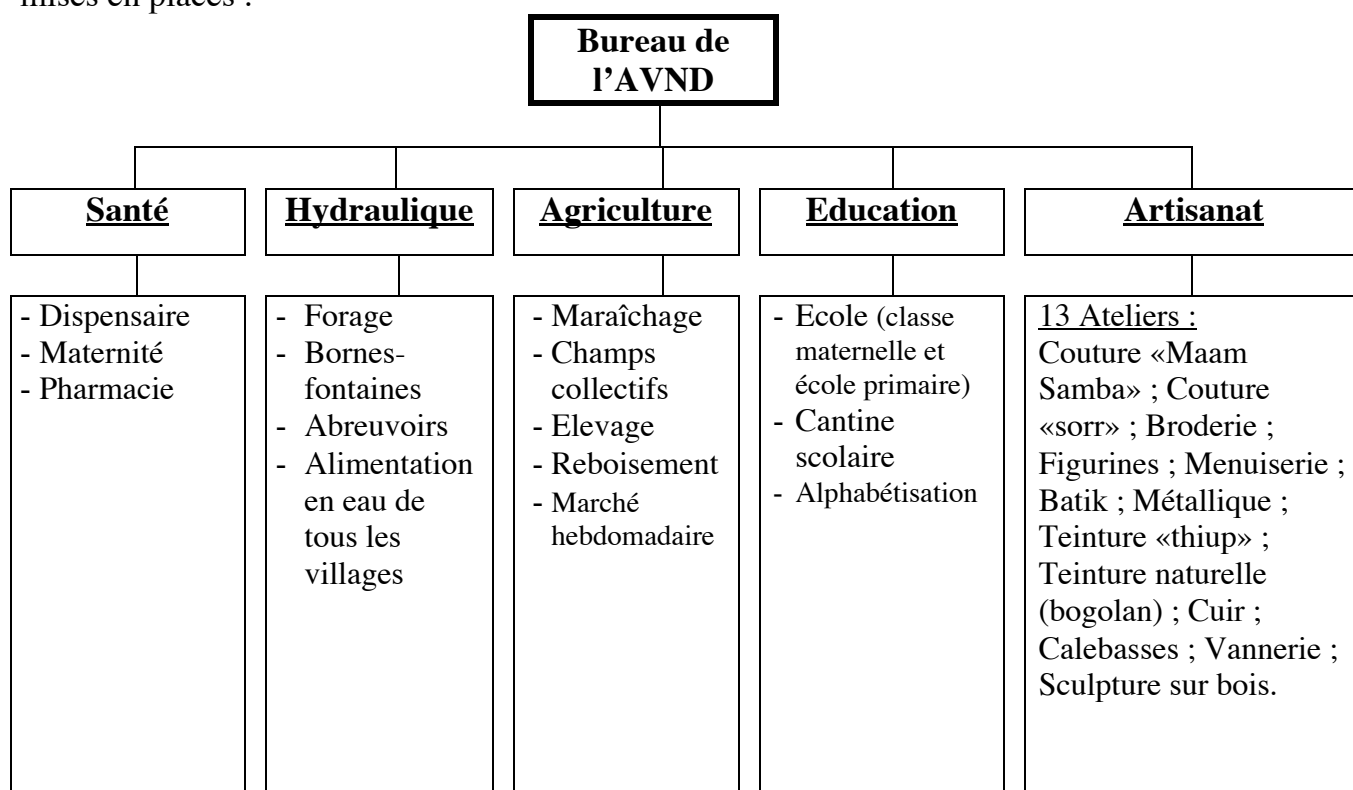 mises en places :
Bureau de
l’AVND
Santé
Hydraulique
Agriculture
Education
Artisanat
- Dispensaire
- Maternité
- Pharmacie
- Forage
- Bornes-
fontaines
- Abreuvoirs
- Alimentation
en eau de
tous les
villages
- Maraîchage
- Champs
collectifs
- Elevage
- Reboisement
- Marché
hebdomadaire
- Ecole (classe
maternelle et
école primaire)
- Cantine
scolaire
- Alphabétisation
13 Ateliers :
Couture «Maam
Samba» ; Couture
«sorr» ; Broderie ;
Figurines ; Menuiserie ;
Batik ; Métallique ;
Teinture «thiup» ;
Teinture naturelle
(bogolan) ; Cuir ;
Calebasses ; Vannerie ;
Sculpture sur bois.